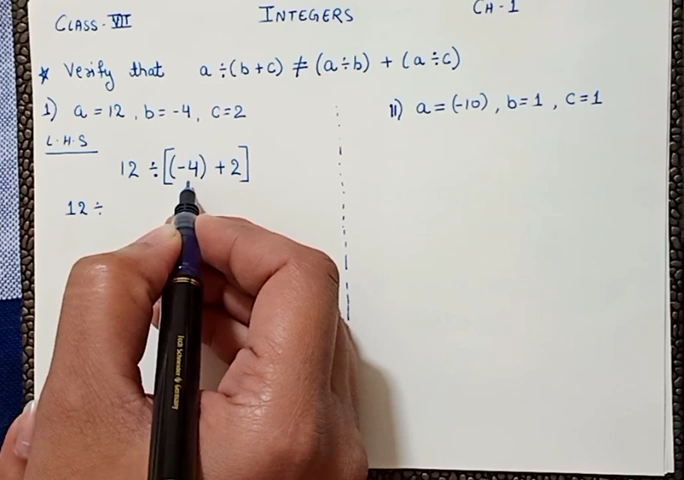 CLASS-VII INTEGERS CH-1
* Verify that a ÷ (b + c) ≠ (a ÷ b) + (a ÷ c)
I) a = 12, b = -4, c = 2
L.H.S
12 ÷ [(-4) + 2]
12 ÷
II) a = (-10), b = 1, c = 1